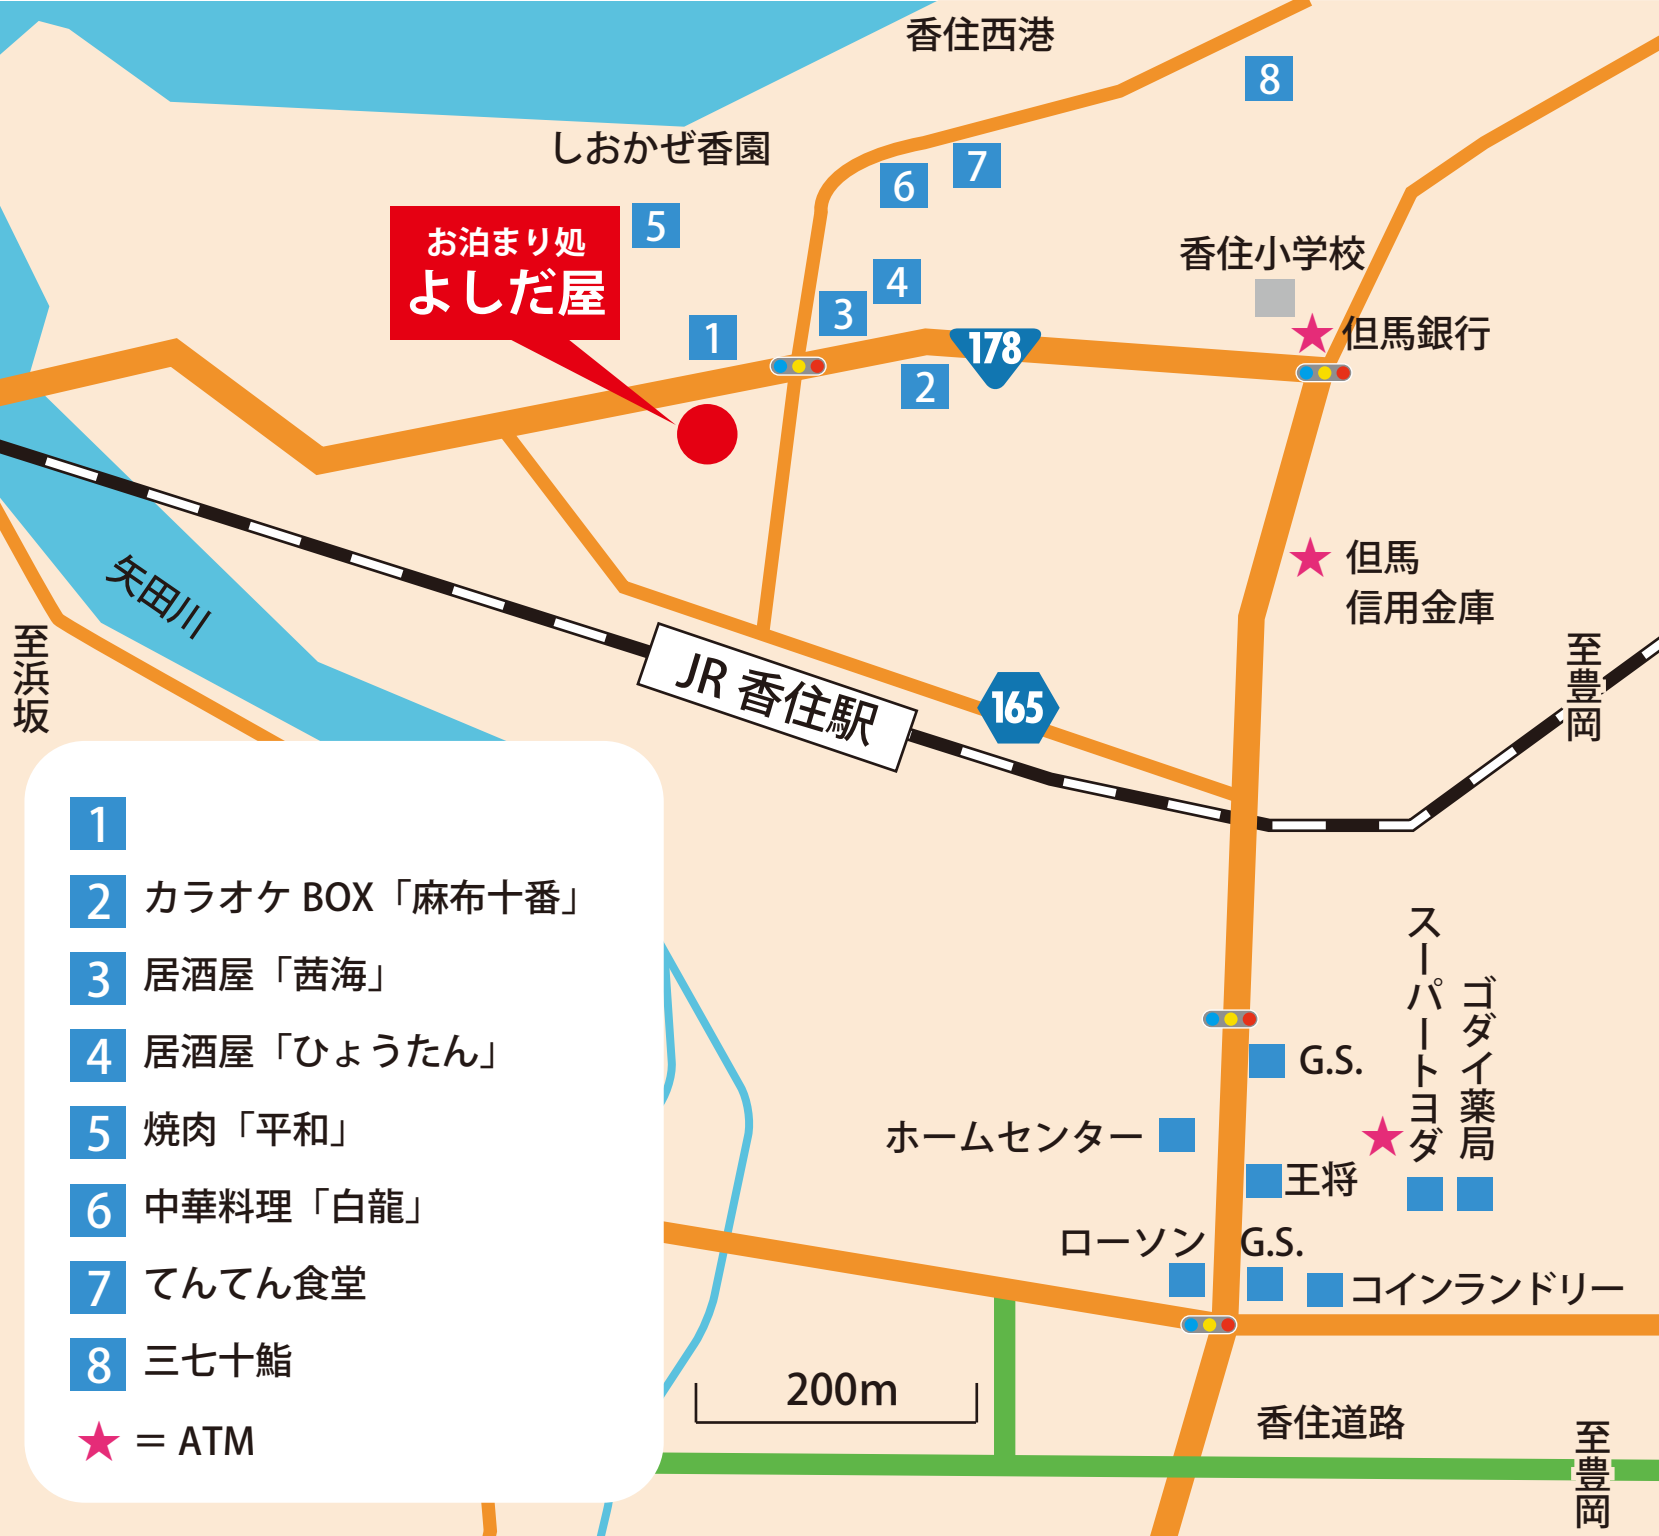 香住西港
8
しおかぜ香園
7
6
5
お泊まり処
よしだ屋
香住小学校
4
3
1
178
但馬銀行
2
但馬
信用金庫
矢田川
至浜坂
至豊岡
JR 香住駅
165
スーパートヨダ
ゴダイ薬局
G.S.
ホームセンター
王将
ローソン
G.S.
コインランドリー
200m
香住道路
至豊岡
1
2 カラオケ BOX「麻布十番」
3 居酒屋「茜海」
4 居酒屋「ひょうたん」
5 焼肉「平和」
6 中華料理「白龍」
7 てんてん食堂
8 三七十鮨
★ = ATM